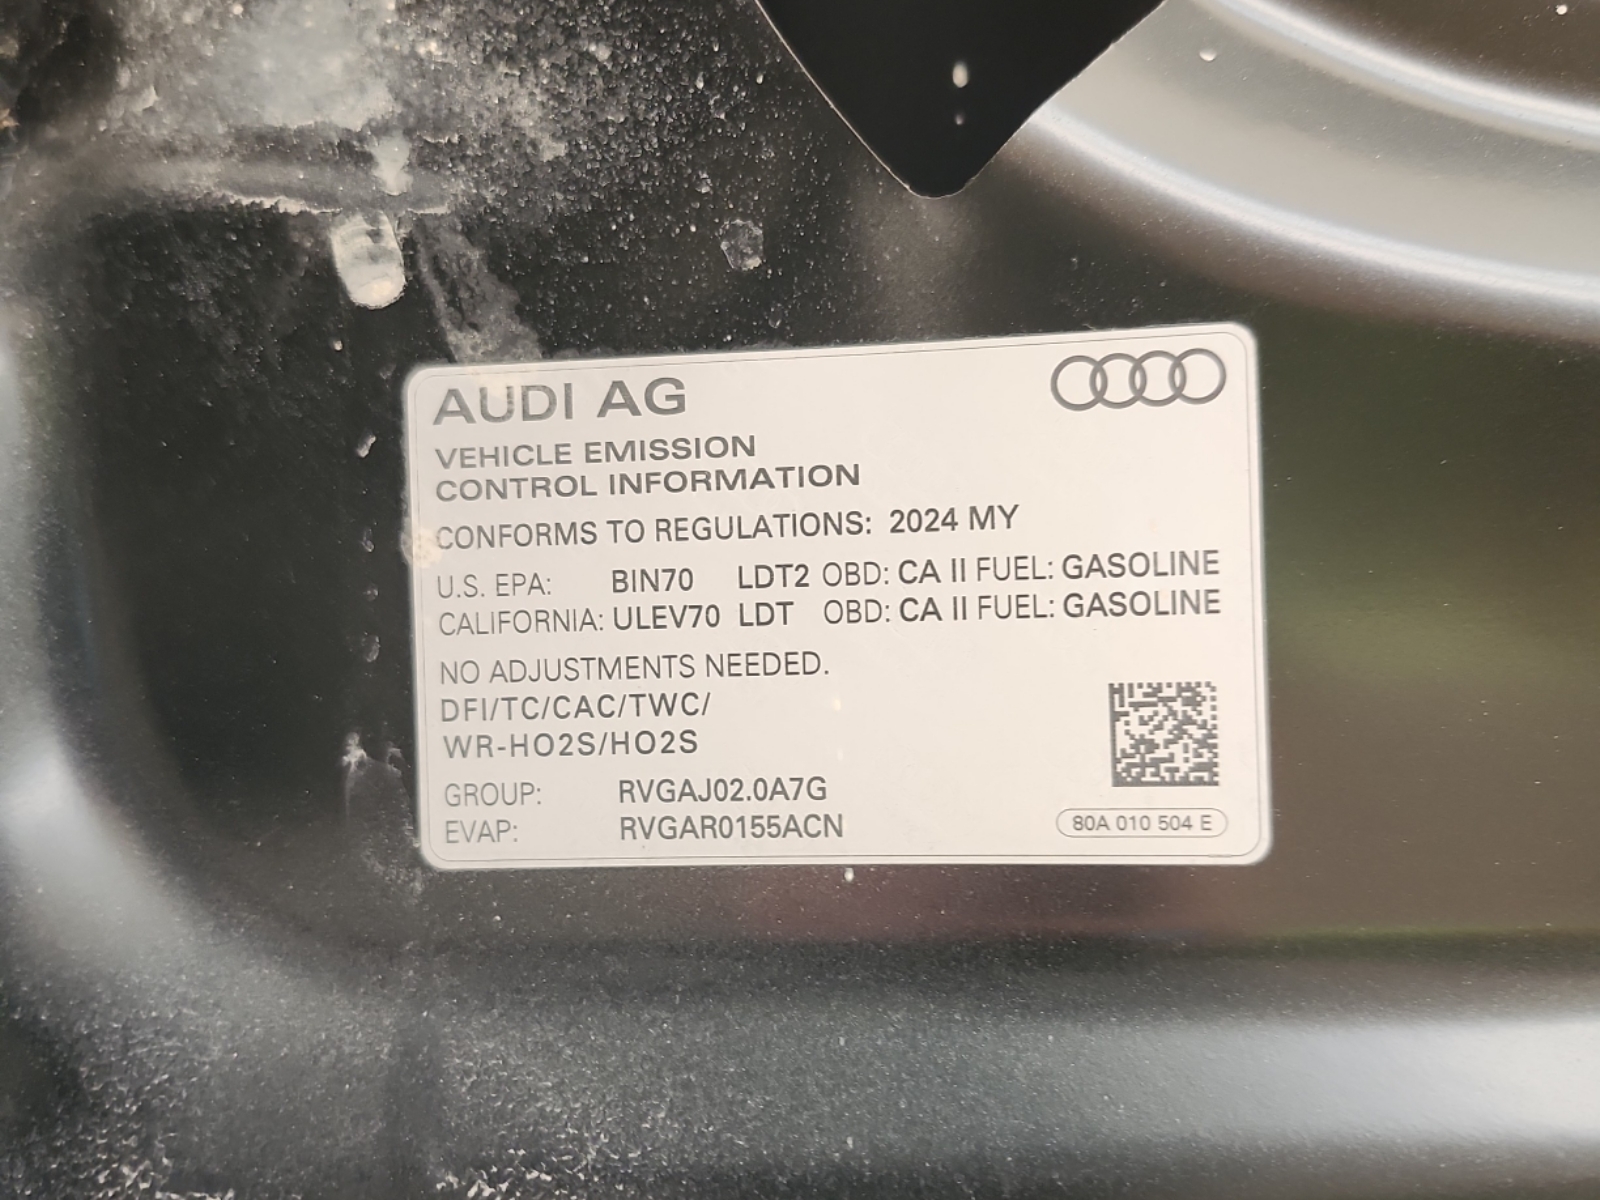 AUDI AG
VEHICLE EMISSION
CONTROL INFORMATION
CONFORMS TO REGULATIONS: 2024 MY
U.S. EPA: BIN70 LDT2 OBD: CA II FUEL: GASOLINE
CALIFORNIA: ULEV70 LDT OBD: CA II FUEL: GASOLINE
NO ADJUSTMENTS NEEDED.
DFI/TC/CAC/TWC/
WR-HO2S/HO2S
GROUP: RVGAJ02.0A7G
EVAP: RVGAR0155ACN
80A 010 504 E